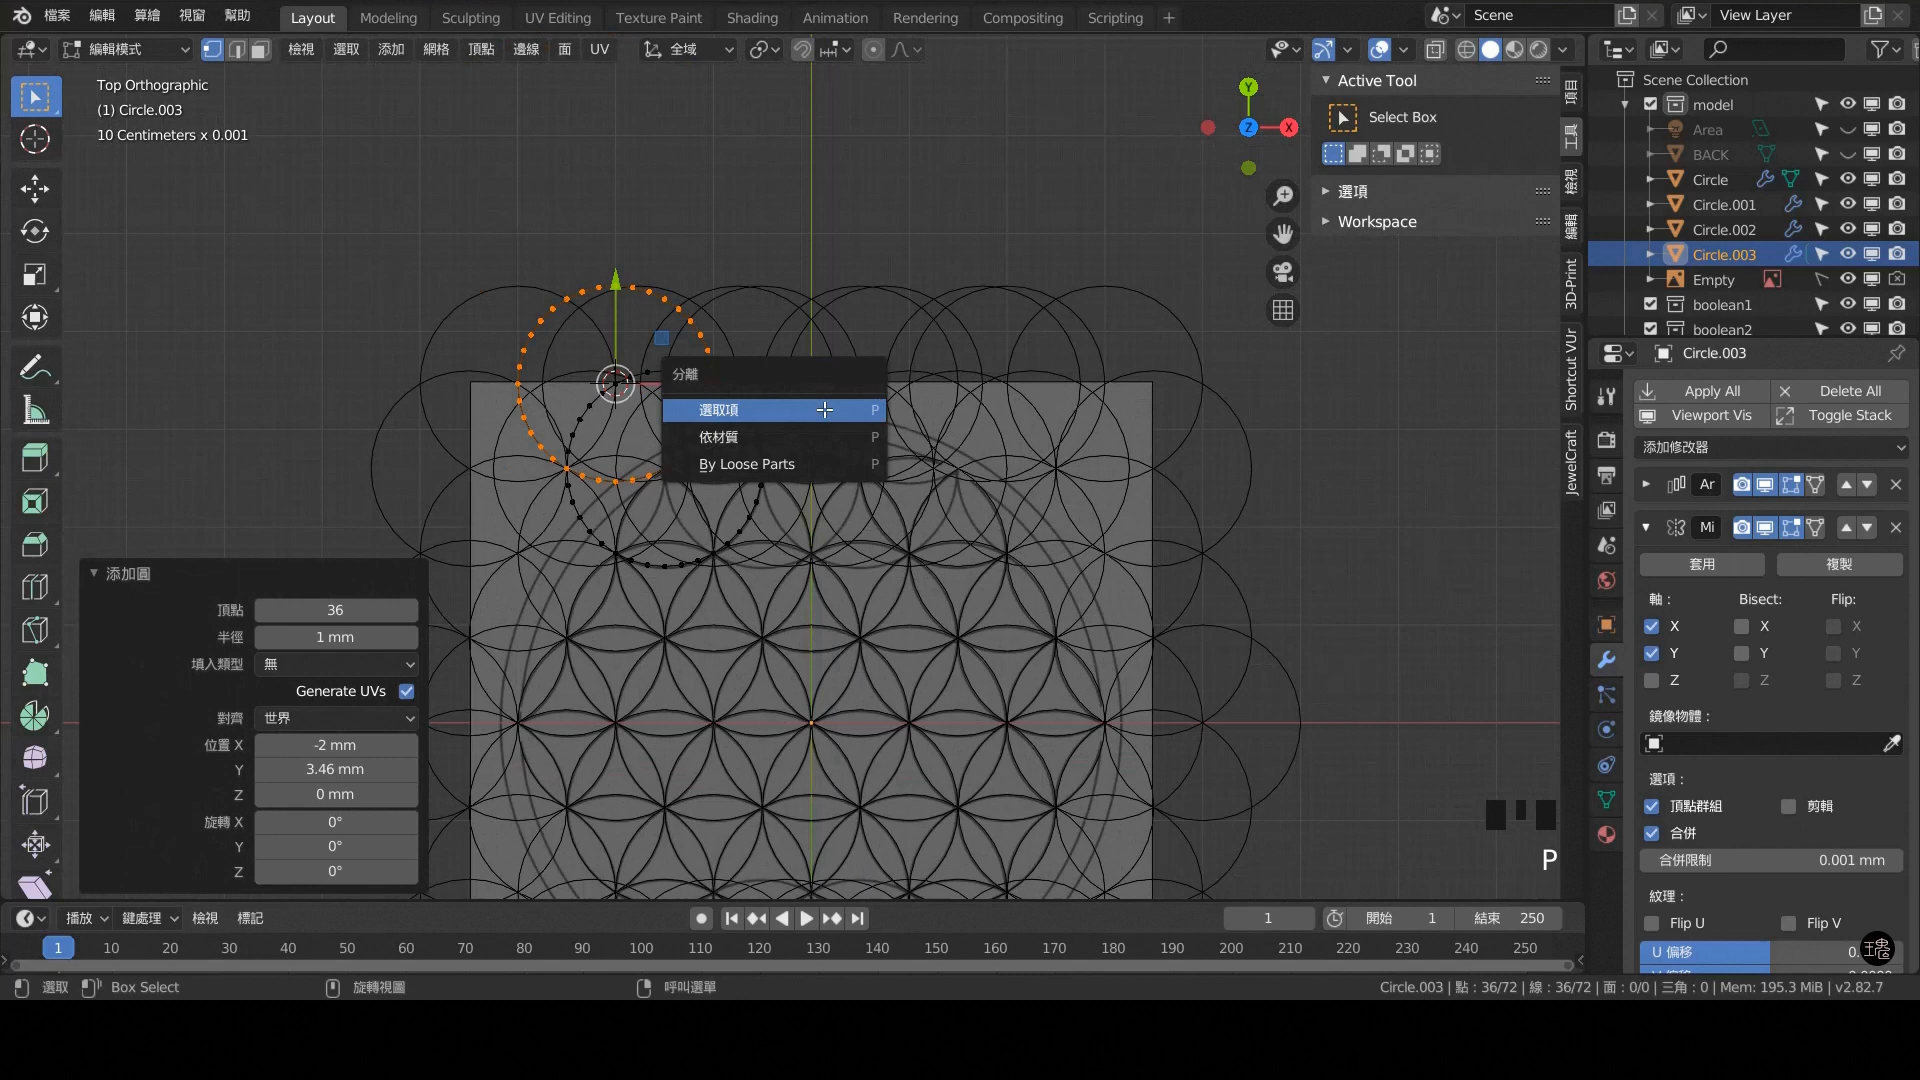 檔案 編輯 算繪 視窗 幫助 Layout Modeling Sculpting UV Editing Texture Paint Shading Animation Rendering Compositing Scripting + Scene View Layer
編輯模式 檢視 選取 添加 網格 頂點 邊線 面 UV 全域
Top Orthographic
(1) Circle.003
10 Centimeters x 0.001
Y
Z
X
Active Tool
Select Box
選項
Workspace
項目
工具
檢視
編輯
3D-Print
Shortcut VUr
JewelCraft
Scene Collection
model
Area
BACK
Circle
Circle.001
Circle.002
Circle.003
Empty
boolean1
boolean2
分離
選取項 P
依材質 P
By Loose Parts P
添加圓
頂點 36
半徑 1 mm
填入類型 無
Generate UVs
對齊 世界
位置 X -2 mm
Y 3.46 mm
Z 0 mm
旋轉 X 0°
Y 0°
Z 0°
P
Circle.003
Apply All Delete All
Viewport Vis Toggle Stack
添加修改器
Ar
Mi
套用 複製
軸： Bisect: Flip:
X X X
Y Y Y
Z Z Z
鏡像物體：
選項：
頂點群組 剪輯
合併
合併限制 0.001 mm
紋理：
Flip U Flip V
U 偏移 0.
播放 鍵處理 檢視 標記 1 開始 1 結束 250
1 10 20 30 40 50 60 70 80 90 100 110 120 130 140 150 160 170 180 190 200 210 220 230 240 250
選取 Box Select 旋轉視圖 呼叫選單 Circle.003 | 點：36/72 | 線：36/72 | 面：0/0 | 三角：0 | Mem: 195.3 MiB | v2.82.7